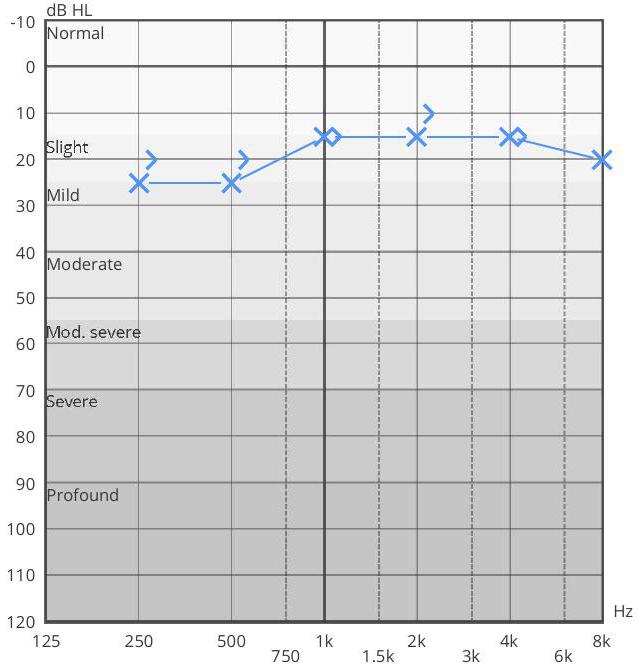 dB HL
-10
Normal
0
10
Slight
20
Mild
30
40
Moderate
50
Mod. severe
60
70
Severe
80
90
Profound
100
110
120
Hz
125 250 500 1k 2k 4k 8k
750 1.5k 3k 6k